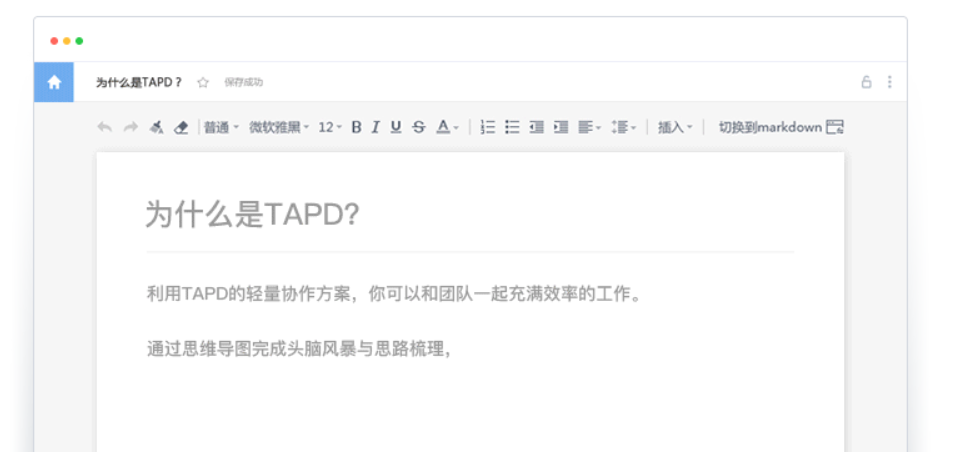 为什么是TAPD？ 保存成功
普通 微软雅黑 12 B I U S A 插入 切换到markdown
为什么是TAPD?
利用TAPD的轻量协作方案，你可以和团队一起充满效率的工作。
通过思维导图完成头脑风暴与思路梳理，